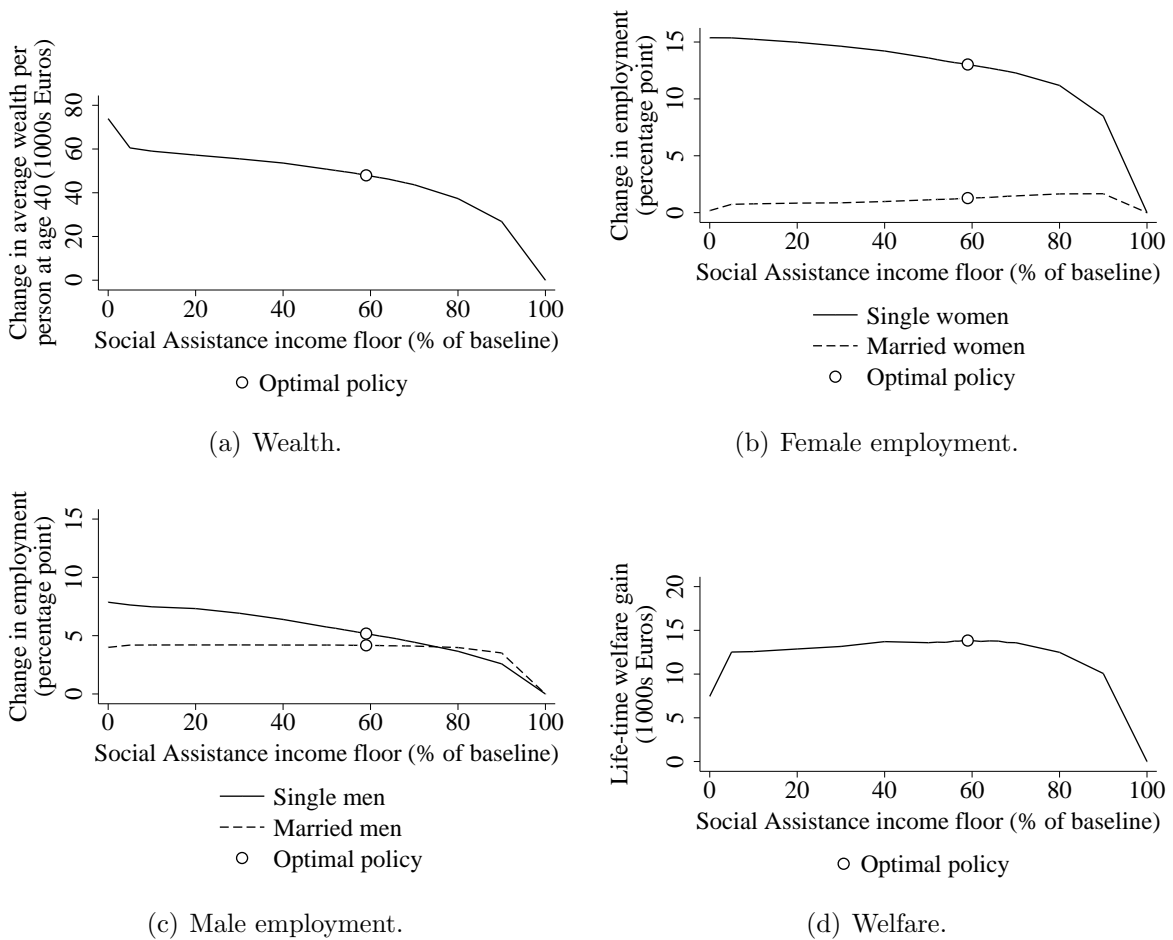 Change in average wealth per
person at age 40 (1000s Euros)
80
60
40
20
0
0 20 40 60 80 100
Social Assistance income floor (% of baseline)
Optimal policy
(a) Wealth.
Change in employment
(percentage point)
15
10
5
0
0 20 40 60 80 100
Social Assistance income floor (% of baseline)
Single women
Married women
Optimal policy
(b) Female employment.
Change in employment
(percentage point)
15
10
5
0
0 20 40 60 80 100
Social Assistance income floor (% of baseline)
Single men
Married men
Optimal policy
(c) Male employment.
Life-time welfare gain
(1000s Euros)
20
15
10
5
0
0 20 40 60 80 100
Social Assistance income floor (% of baseline)
Optimal policy
(d) Welfare.